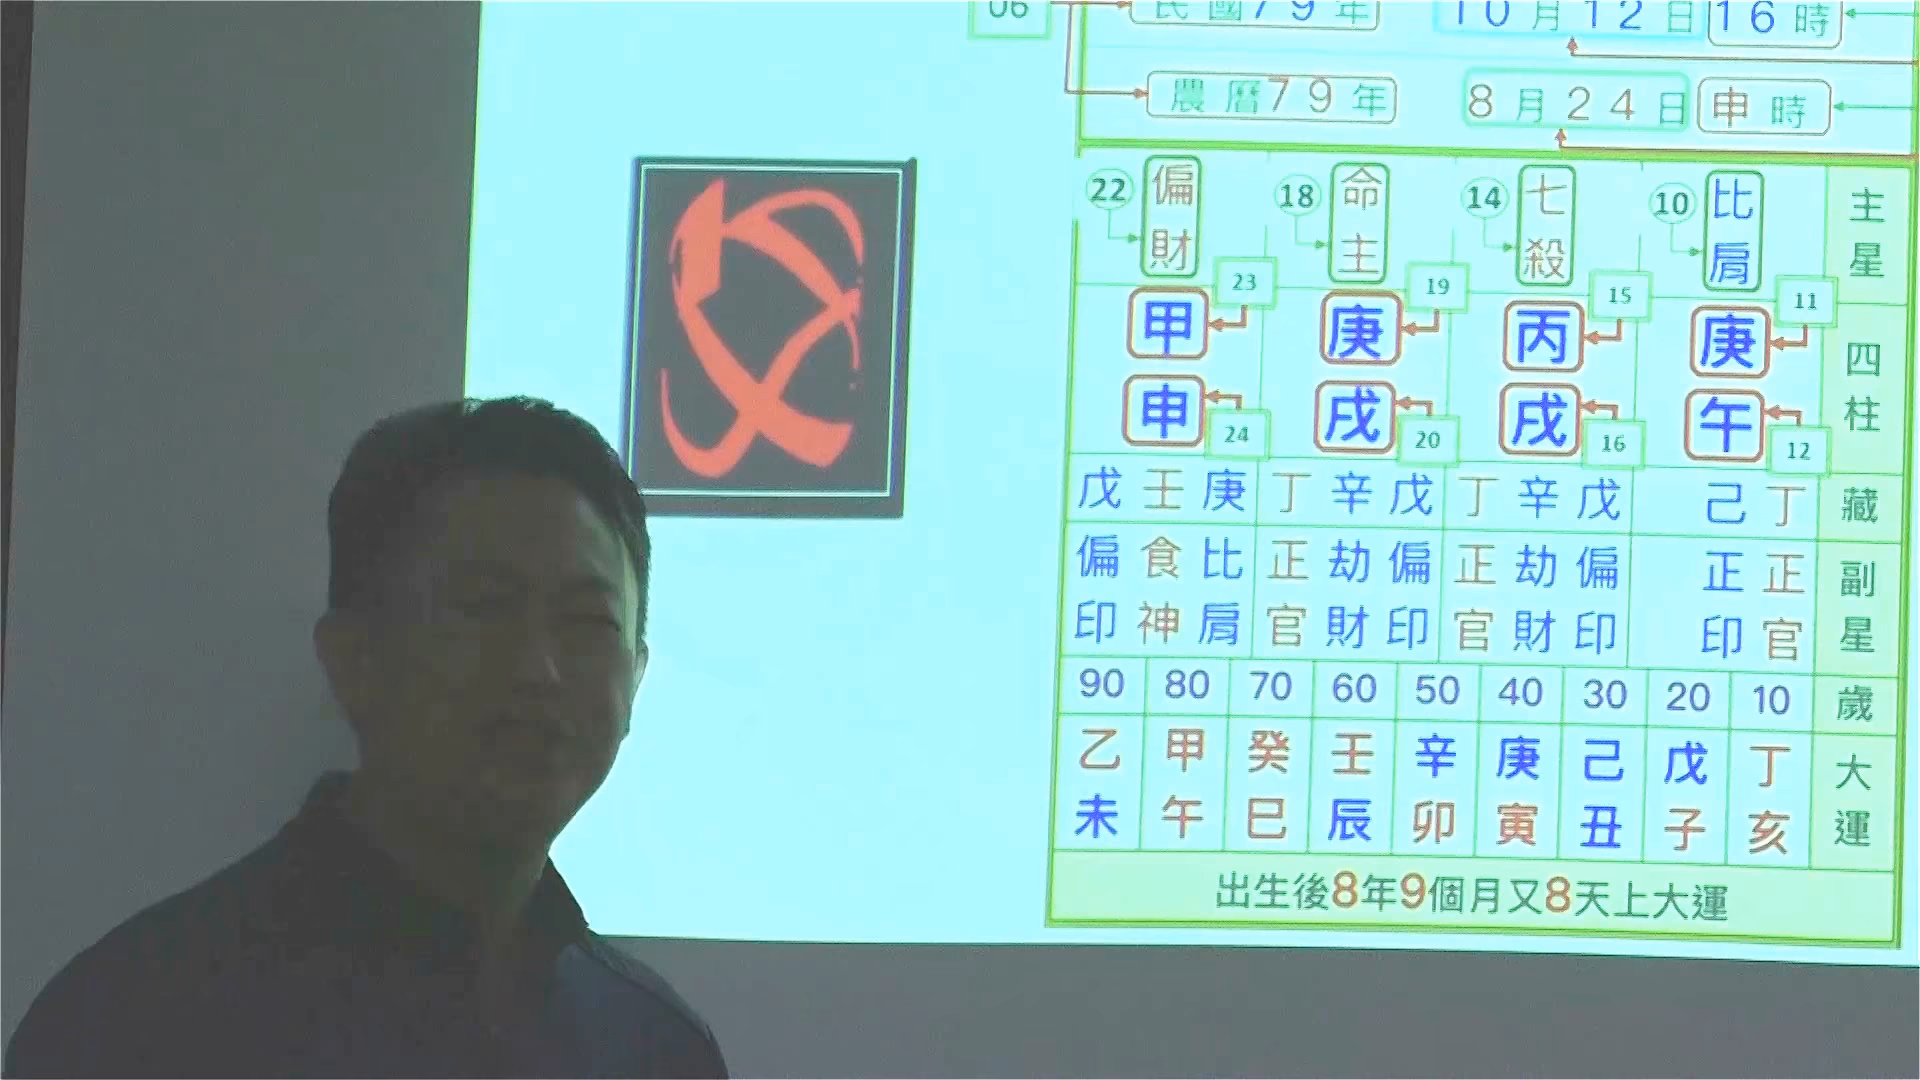 06
民國79年 10月12日 16時
農曆79年 8月24日 申時
22 偏財 18 命主 14 七殺 10 比肩 主星
23 19 15 11
甲 庚 丙 庚 四柱
申 戌 戌 午
24 20 16 12
戊 壬 庚 丁 辛 戊 丁 辛 戊 己 丁 藏
偏印 食神 比肩 正官 劫財 偏印 正官 劫財 偏印 正印 正官 副星
90 80 70 60 50 40 30 20 10 歲
乙未 甲午 癸巳 壬辰 辛卯 庚寅 己丑 戊子 丁亥 大運
出生後8年9個月又8天上大運